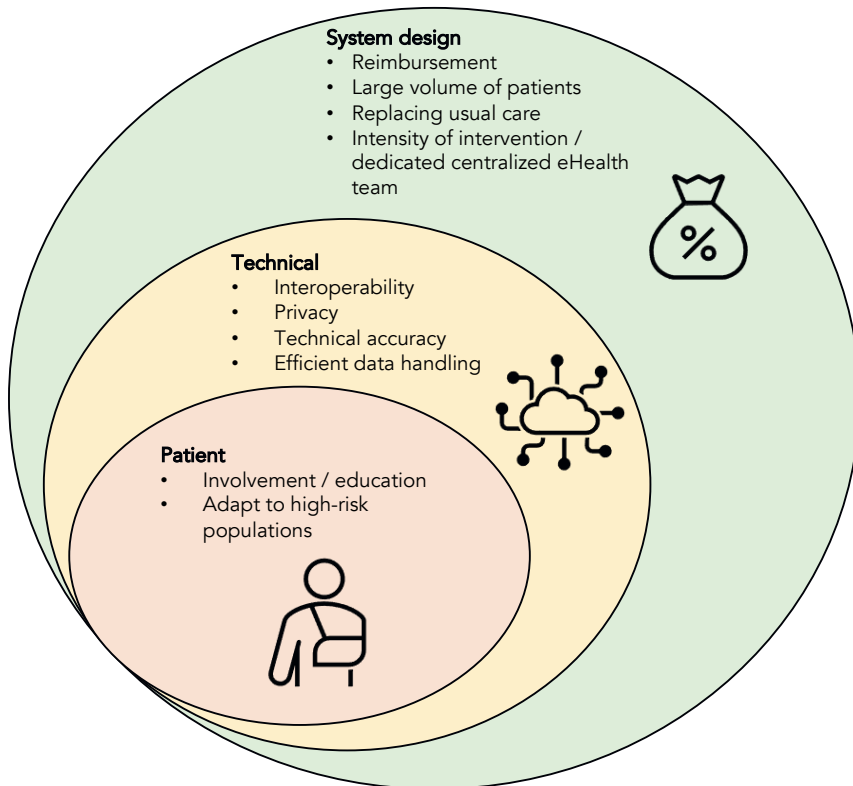 System design
• Reimbursement
• Large volume of patients
• Replacing usual care
• Intensity of intervention /
dedicated centralized eHealth
team
%
Technical
• Interoperability
• Privacy
• Technical accuracy
• Efficient data handling
Patient
• Involvement / education
• Adapt to high-risk
populations